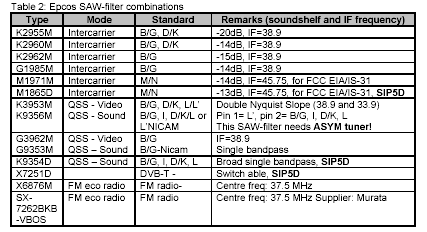 Table 2: Epcos SAW-filter combinations
Type Mode Standard Remarks (soundshelf and IF frequency)
K2955M Intercarrier B/G, D/K -20dB, IF=38.9
K2960M Intercarrier B/G, D/K -14dB, IF=38.9
K2962M Intercarrier B/G -15dB, IF=38.9
G1985M Intercarrier B/G -14dB, IF=38.9
M1971M Intercarrier M/N -14dB, IF=45.75, for FCC EIA/IS-31
M1865D Intercarrier M/N -13dB, IF=45.75, for FCC EIA/IS-31, SIP5D
K3953M QSS - Video B/G, D/K, L/L' Double Nyquist Slope (38.9 and 33.9)
K9356M QSS - Sound B/G, I, D/K/L or Pin 1= L', pin 2= B/G, I, D/K, L
L'NICAM This SAW-filter needs ASYM tuner!
G3962M QSS - Video B/G IF=38.9
G9353M QSS – Sound B/G-Nicam Single bandpass
K9354D QSS – Sound B/G, I, D/K, L Broad single bandpass, SIP5D
X7251D DVB-T - Switch able, SIP5D
X6876M FM eco radio FM radio- Centre freq: 37.5 MHz
SX- FM eco radio FM radio Centre freq: 37.5 MHz Supplier: Murata
7262BKB
-VBOS